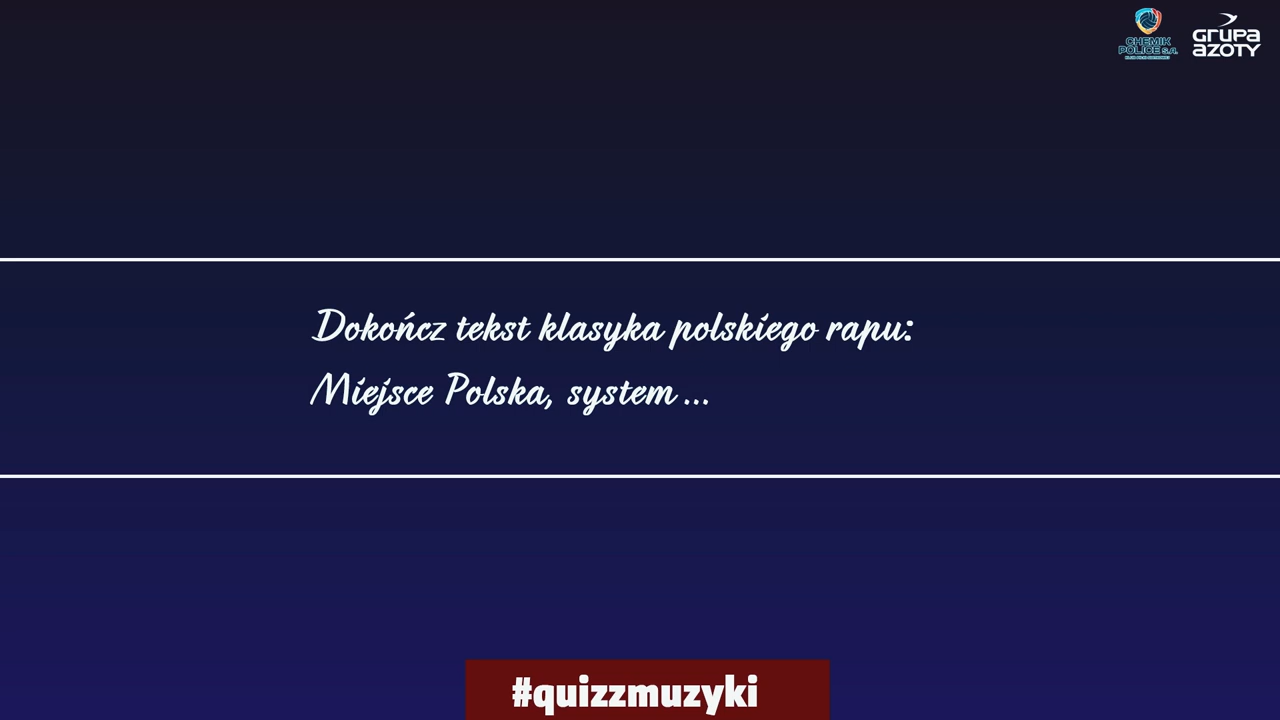 CHEMIK
POLICE S.A.
GRUPA
AZOTY
Dokończ tekst klasyka polskiego rapu:
Miejsce Polska, system ...
#quizzmuzyki